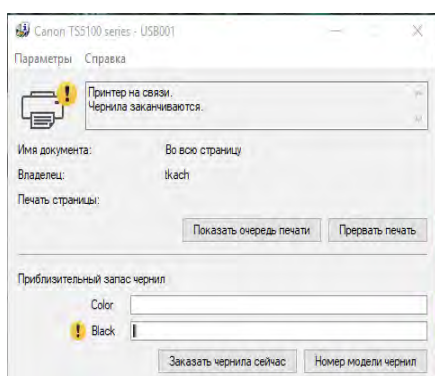 Canon TS5100 series - USB001
Параметры Справка
Принтер на связи.
Чернила заканчиваются.
Имя документа: Во всю страницу
Владелец: tkach
Печать страницы:
Показать очередь печати Прервать печать
Приблизительный запас чернил
Color
Black
Заказать чернила сейчас Номер модели чернил